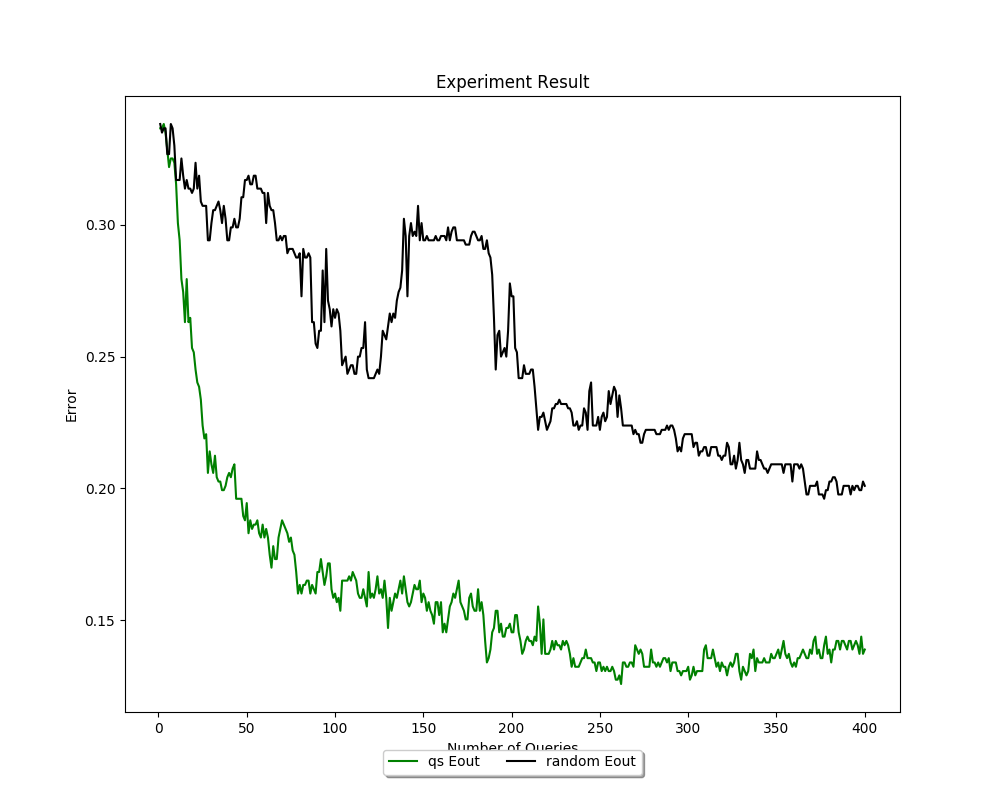 Experiment Result
0.30
0.25
0.20
0.15
Error
0 50 100 150 200 250 300 350 400
Number of Queries
qs Eout random Eout